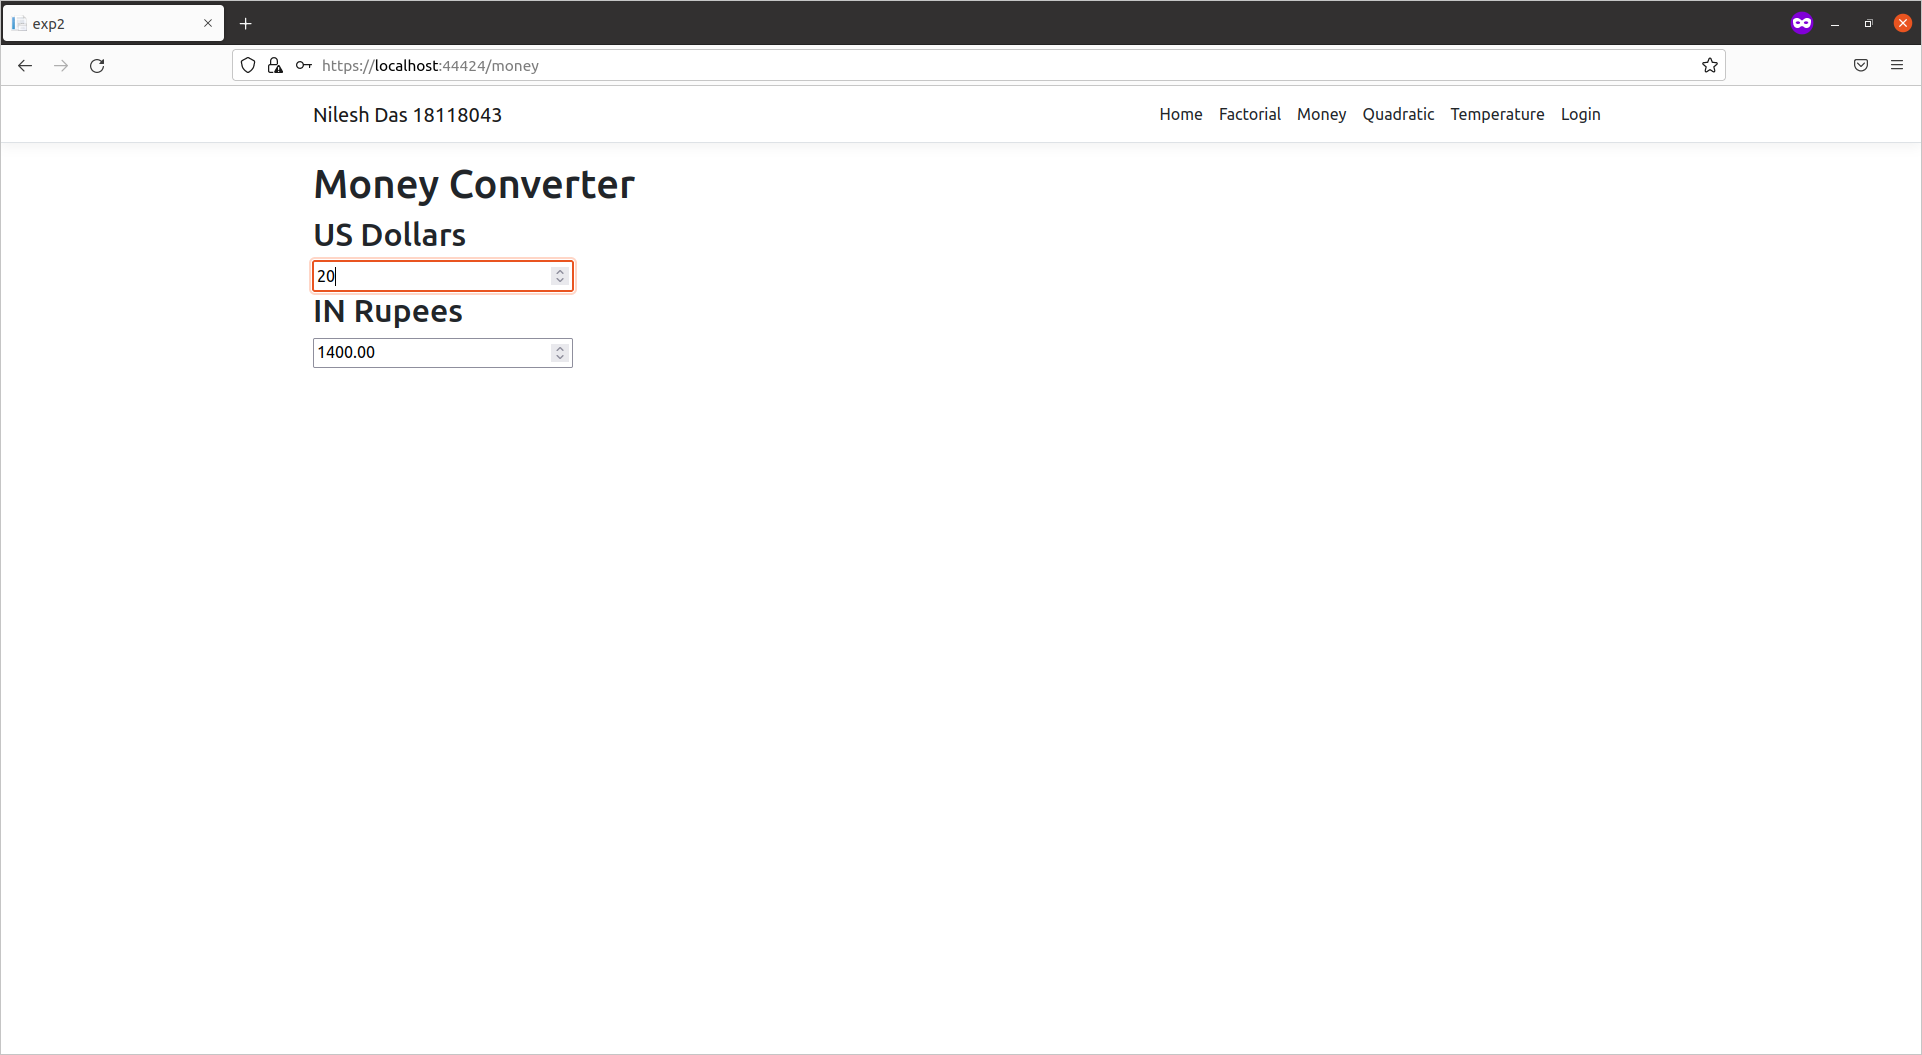 exp2
https://localhost:44424/money
Nilesh Das 18118043
Home Factorial Money Quadratic Temperature Login
Money Converter
US Dollars
20
IN Rupees
1400.00